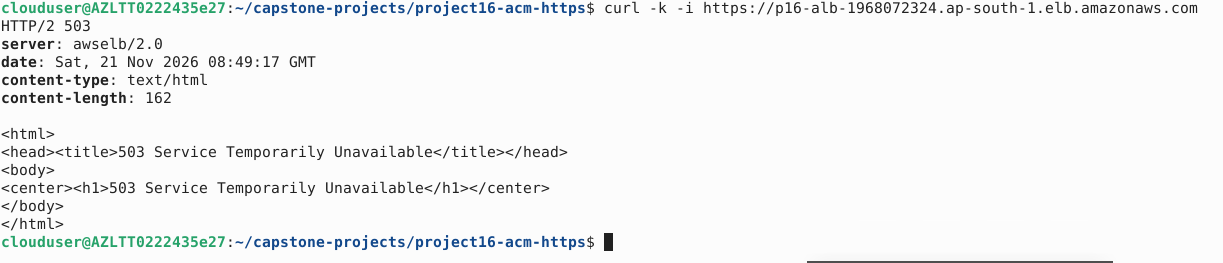 clouduser@AZLTT0222435e27:~/capstone-projects/project16-acm-https$ curl -k -i https://p16-alb-1968072324.ap-south-1.elb.amazonaws.com
HTTP/2 503
server: awselb/2.0
date: Sat, 21 Nov 2026 08:49:17 GMT
content-type: text/html
content-length: 162

<html>
<head><title>503 Service Temporarily Unavailable</title></head>
<body>
<center><h1>503 Service Temporarily Unavailable</h1></center>
</body>
</html>
clouduser@AZLTT0222435e27:~/capstone-projects/project16-acm-https$